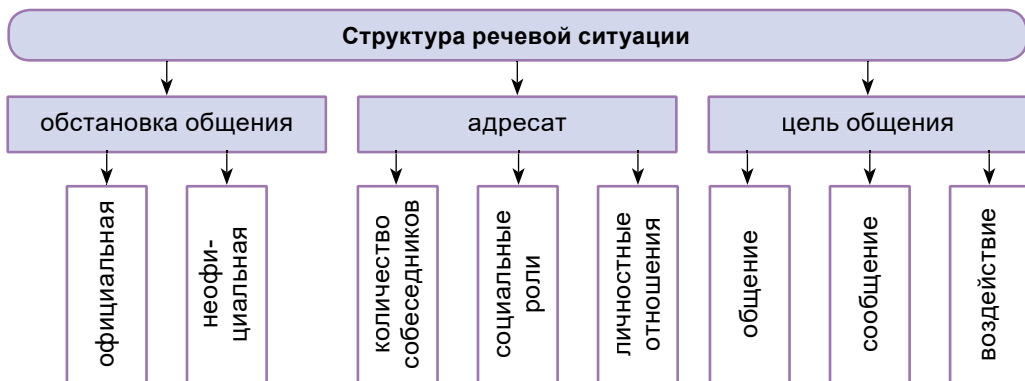 Структура речевой ситуации
обстановка общения
адресат
цель общения
официальная
неофи-
циальная
количество
собеседников
социальные
роли
личностные
отношения
общение
сообщение
воздействие